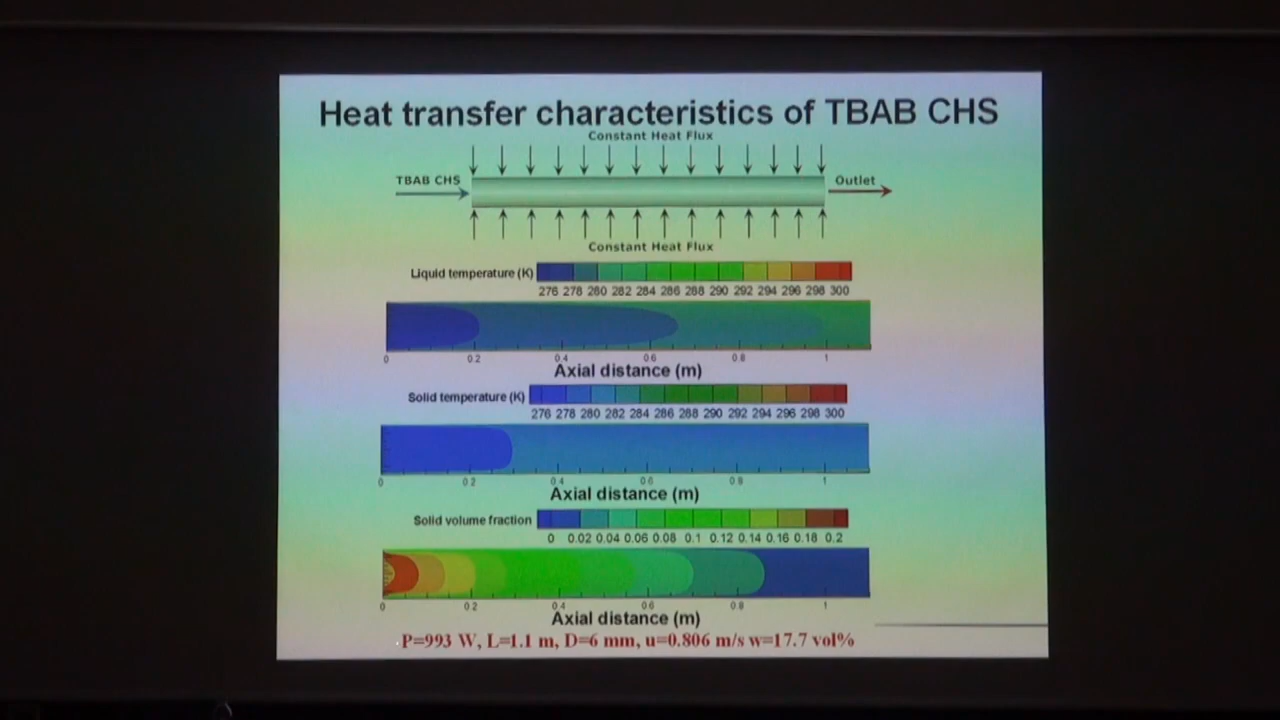 Heat transfer characteristics of TBAB CHS
Constant Heat Flux
TBAB CHS
Outlet
Constant Heat Flux
Liquid temperature (K)
276 278 280 282 284 286 288 290 292 294 296 298 300
0 0.2 0.4 0.6 0.8 1
Axial distance (m)
Solid temperature (K)
276 278 280 282 284 286 288 290 292 294 296 298 300
0 0.2 0.4 0.6 0.8 1
Axial distance (m)
Solid volume fraction
0 0.02 0.04 0.06 0.08 0.1 0.12 0.14 0.16 0.18 0.2
0 0.2 0.4 0.6 0.8 1
Axial distance (m)
P=993 W, L=1.1 m, D=6 mm, u=0.806 m/s w=17.7 vol%